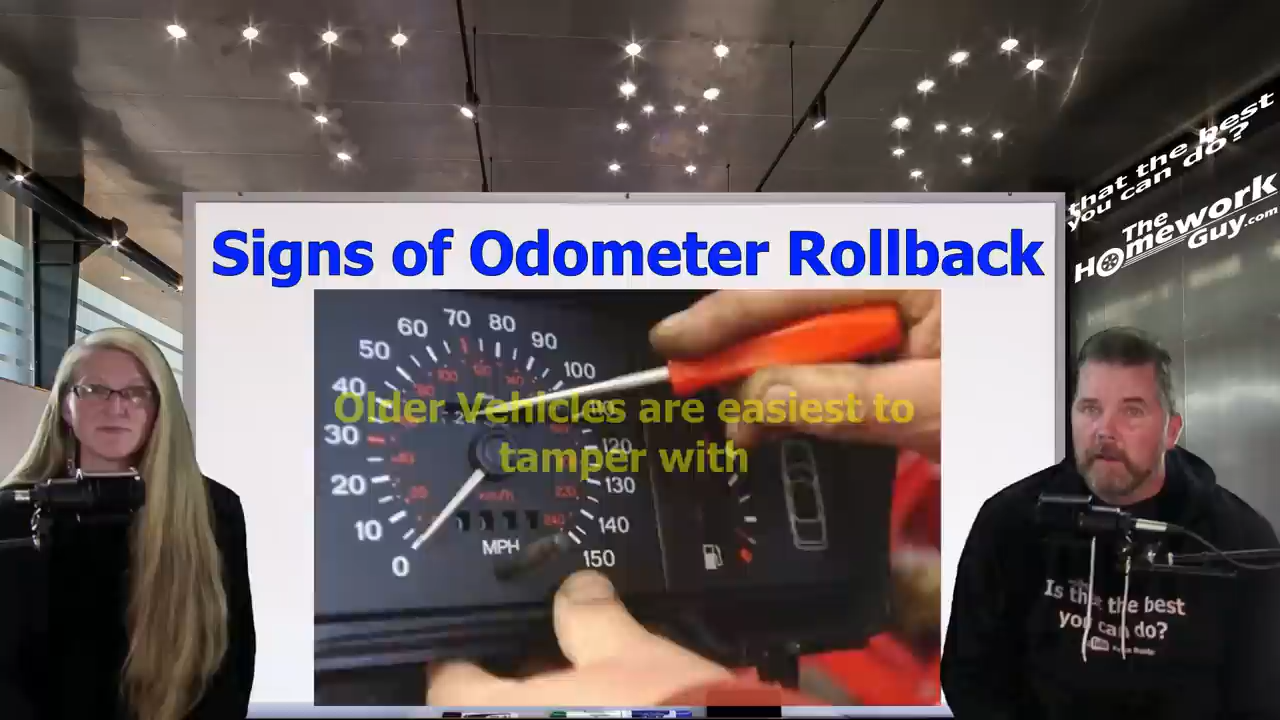 that the best
you can do?
The
Homework
Guy.com
Signs of Odometer Rollback
Older Vehicles are easiest to
tamper with
0
10
20
30
40
50
60
70
80
90
100
120
130
140
150
MPH
km/h
Is that the best
you can do?